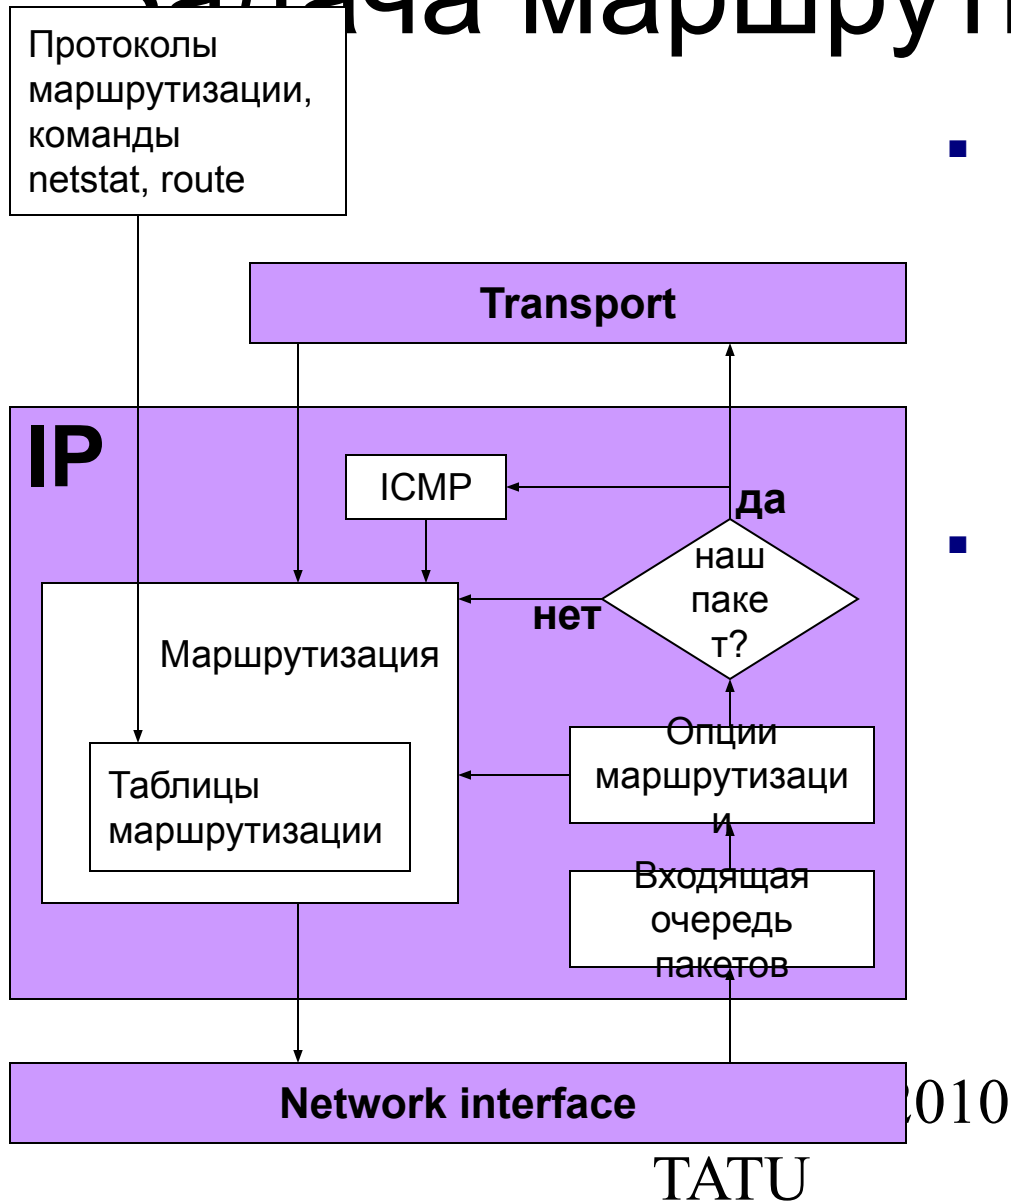 Протоколы
маршрутизации,
команды
netstat, route
Transport
IP
ICMP
да
наш
паке
т?
нет
Маршрутизация
Опции
маршрутизаци
и
Таблицы
маршрутизации
Входящая
очередь
пакетов
Network interface
2010
TATU